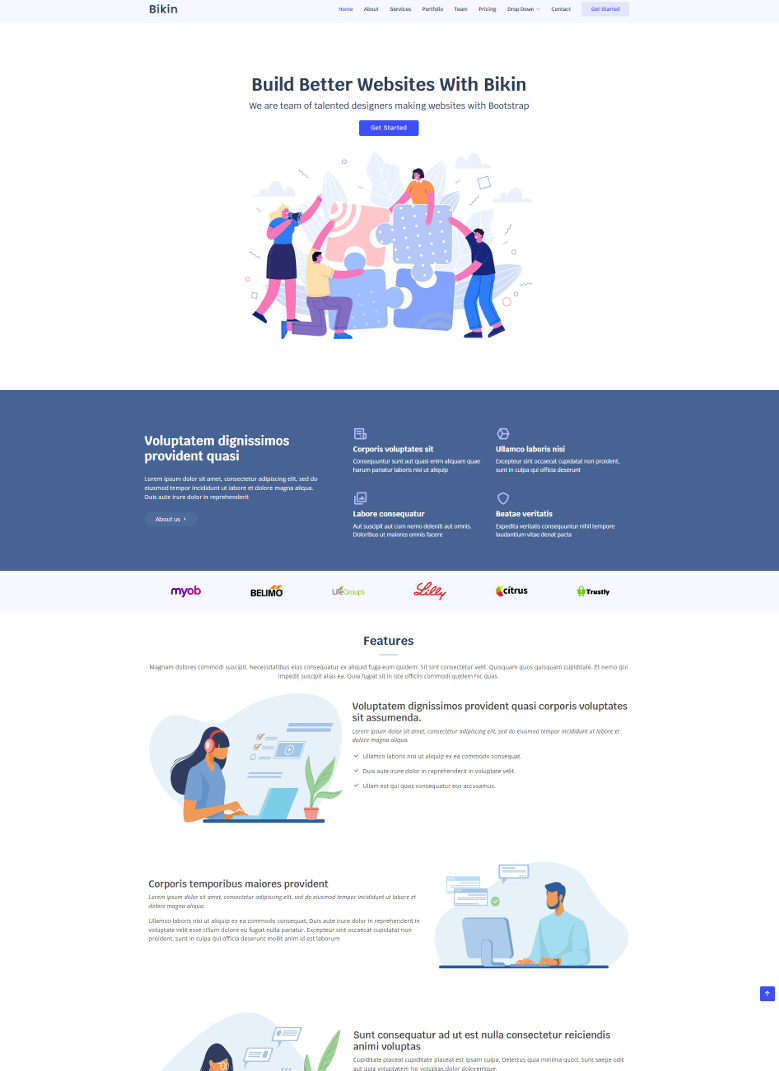 Bikin
Home About Services Portfolio Team Pricing Drop Down Contact Get Started
Build Better Websites With Bikin
We are team of talented designers making websites with Bootstrap
Get Started
Voluptatem dignissimos
provident quasi
Lorem ipsum dolor sit amet, consectetur adipiscing elit, sed do
eiusmod tempor incididunt ut labore et dolore magna aliqua.
Duis aute irure dolor in reprehenderit
About us
Corporis voluptates sit
Consequuntur sunt aut quasi enim aliquam quae
harum pariatur laboris nisi ut aliquip
Ullamco laboris nisi
Excepteur sint occaecat cupidatat non proident,
sunt in culpa qui officia deserunt
Labore consequatur
Aut suscipit aut cum nemo deleniti aut omnis.
Doloribus ut maiores omnis facere
Beatae veritatis
Expedita veritatis consequuntur nihil tempore
laudantium vitae denat pacta
myob
BELIMO
LifeGroups
Lilly
citrus
Trustly
Features
Magnam dolores commodi suscipit. Necessitatibus eius consequatur ex aliquid fuga eum quidem. Sit sint consectetur velit. Quisquam quos quisquam cupiditate. Et nemo qui
impedit suscipit alias ea. Quia fugiat sit in iste officiis commodi quidem hic quas.
Voluptatem dignissimos provident quasi corporis voluptates
sit assumenda.
Lorem ipsum dolor sit amet, consectetur adipiscing elit, sed do eiusmod tempor incididunt ut labore et
dolore magna aliqua.
Ullamco laboris nisi ut aliquip ex ea commodo consequat.
Duis aute irure dolor in reprehenderit in voluptate velit.
Ullam est qui quos consequatur eos accusamus.
Corporis temporibus maiores provident
Lorem ipsum dolor sit amet, consectetur adipiscing elit, sed do eiusmod tempor incididunt ut labore et
dolore magna aliqua.
Ullamco laboris nisi ut aliquip ex ea commodo consequat. Duis aute irure dolor in reprehenderit in
voluptate velit esse cillum dolore eu fugiat nulla pariatur. Excepteur sint occaecat cupidatat non
proident, sunt in culpa qui officia deserunt mollit anim id est laborum
Sunt consequatur ad ut est nulla consectetur reiciendis
animi voluptas
Cupiditate placeat cupiditate placeat est ipsam culpa. Delectus quia minima quod. Sunt saepe odit
aut quia voluptatem hic voluptas dolor doloremque.